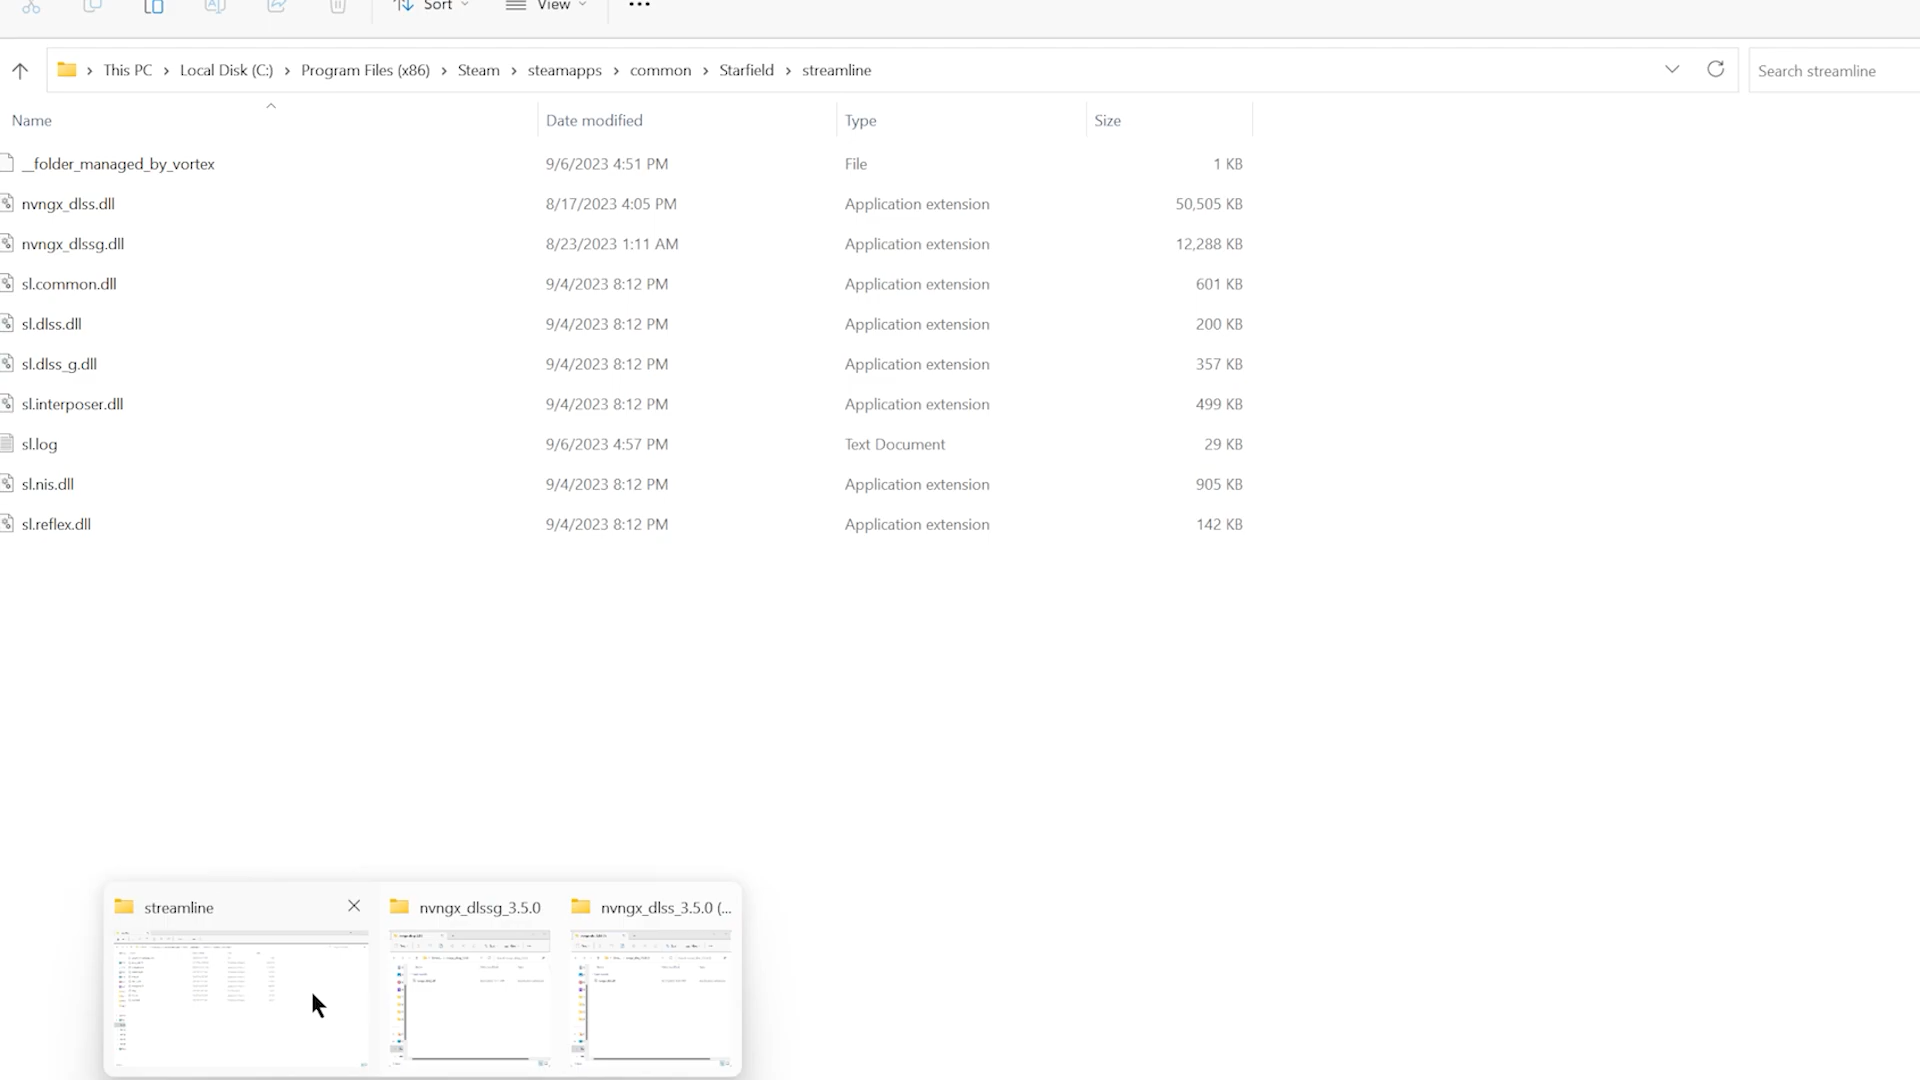 Sort View
This PC Local Disk (C:) Program Files (x86) Steam steamapps common Starfield streamline Search streamline
Name Date modified Type Size
__folder_managed_by_vortex 9/6/2023 4:51 PM File 1 KB
nvngx_dlss.dll 8/17/2023 4:05 PM Application extension 50,505 KB
nvngx_dlssg.dll 8/23/2023 1:11 AM Application extension 12,288 KB
sl.common.dll 9/4/2023 8:12 PM Application extension 601 KB
sl.dlss.dll 9/4/2023 8:12 PM Application extension 200 KB
sl.dlss_g.dll 9/4/2023 8:12 PM Application extension 357 KB
sl.interposer.dll 9/4/2023 8:12 PM Application extension 499 KB
sl.log 9/6/2023 4:57 PM Text Document 29 KB
sl.nis.dll 9/4/2023 8:12 PM Application extension 905 KB
sl.reflex.dll 9/4/2023 8:12 PM Application extension 142 KB
streamline nvngx_dlssg_3.5.0 nvngx_dlss_3.5.0 (...